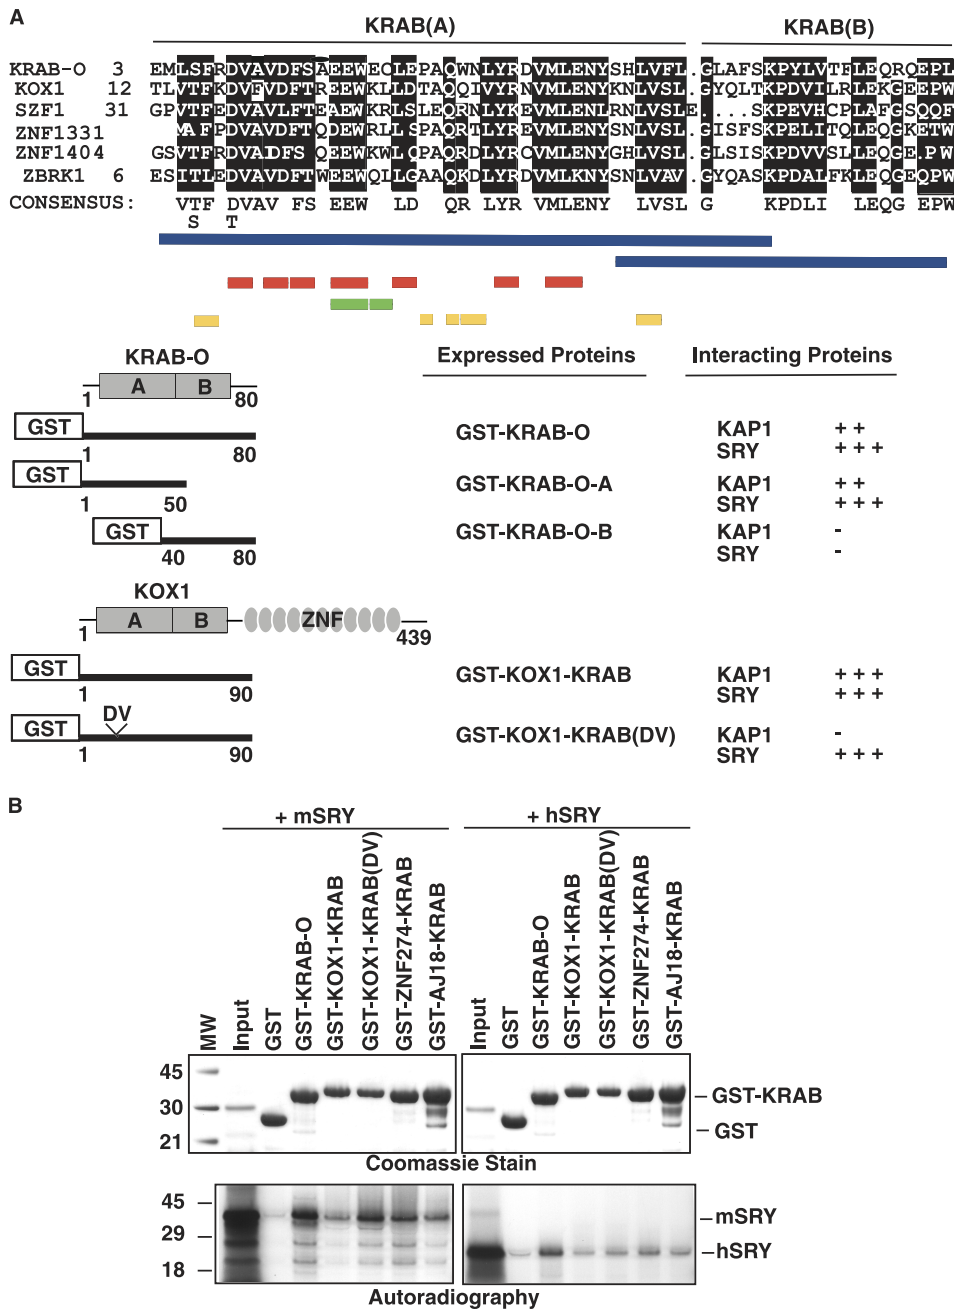 A
KRAB(A) KRAB(B)
KRAB-O 3 EMLSFRDVAVDFSAEEWECLEPAQWNLYRDVMLENYSHLVFL.GLAFSKPYLVTFLEQRQEPL
KOX1 12 TLVTFKDVFVDFTREEWKLLDTAQQIVYRNVMLENYKNLVSL.GYQLTKPDVILRLEKGEEPW
SZF1 31 GPVTFEDVAVLFTEAEWKRLSLEQRNLYKEVMLENLRNLVSLE...SKPEVHCPLAFGSQQF
ZNF1331 MAFPDVAVDFTQDEWRLLSPAQRTLYREVMLENYSNLVSL.GISFSKPELITQLEQGKETW
ZNF1404 GSVTFRDVAIDFS QEEWKWLQPAQRDLYRCVMLENYGHLVSL.GLSISKPDVVSLLEQGE.PW
ZBRK1 6 ESITLEDVAVDFTWEEWQLLGAAQKDLYRDVMLKNYSNLVAV.GYQASKPDALFKLEQGEQPW
CONSENSUS: VTF DVAV FS EEW LD QR LYR VMLENY LVSL G KPDLI LEQG EPW
S T
KRAB-O Expressed Proteins Interacting Proteins
A B
1 80
GST GST-KRAB-O KAP1 + +
1 80 SRY + + +
GST GST-KRAB-O-A KAP1 + +
1 50 SRY + + +
GST GST-KRAB-O-B KAP1 -
40 80 SRY -
KOX1
A B ZNF
1 439
GST GST-KOX1-KRAB KAP1 + + +
1 90 SRY + + +
DV
GST GST-KOX1-KRAB(DV) KAP1 -
1 90 SRY + + +
B
+ mSRY + hSRY
MW Input GST GST-KRAB-O GST-KOX1-KRAB GST-KOX1-KRAB(DV) GST-ZNF274-KRAB GST-AJ18-KRAB Input GST GST-KRAB-O GST-KOX1-KRAB GST-KOX1-KRAB(DV) GST-ZNF274-KRAB GST-AJ18-KRAB
45
30 GST-KRAB
21 GST
Coomassie Stain
45 mSRY
29 hSRY
18
Autoradiography